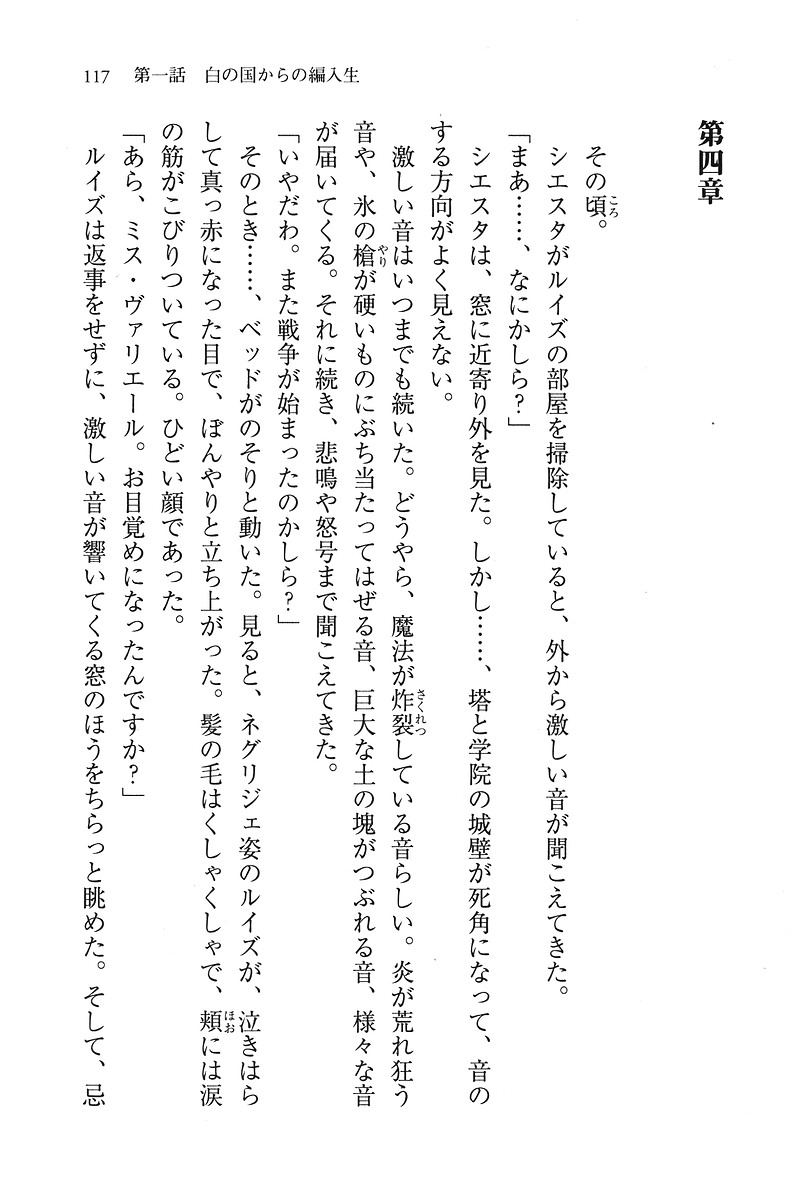 117　第一話　白の国からの編入生
第四章
その頃。
シエスタがルイズの部屋を掃除していると、外から激しい音が聞こえてきた。
「まあ……、なにかしら？」
シエスタは、窓に近寄り外を見た。しかし……、塔と学院の城壁が死角になって、音の
する方向がよく見えない。
激しい音はいつまでも続いた。どうやら、魔法が炸裂している音らしい。炎が荒れ狂う
音や、氷の槍が硬いものにぶち当たってはぜる音、巨大な土の塊がつぶれる音、様々な音
が届いてくる。それに続き、悲鳴や怒号まで聞こえてきた。
「いやだわ。また戦争が始まったのかしら？」
そのとき……、ベッドがのそりと動いた。見ると、ネグリジェ姿のルイズが、泣きはら
して真っ赤になった目で、ぼんやりと立ち上がった。髪の毛はくしゃくしゃで、頬には涙
の筋がこびりついている。ひどい顔であった。
「あら、ミス・ヴァリエール。お目覚めになったんですか？」
ルイズは返事をせずに、激しい音が響いてくる窓のほうをちらっと眺めた。そして、忌